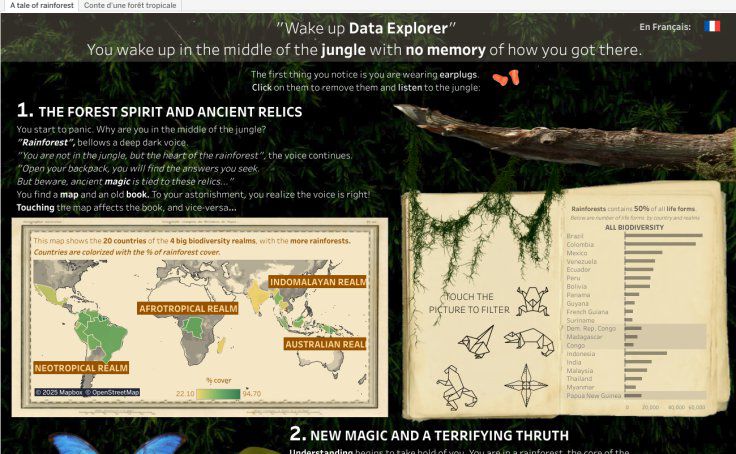 A tale of rainforest
Conte d'une forêt tropicale
"Wake up Data Explorer"
En Français:
You wake up in the middle of the jungle with no memory of how you got there.
The first thing you notice is you are wearing earplugs.
Click on them to remove them and listen to the jungle:
1. THE FOREST SPIRIT AND ANCIENT RELICS
You start to panic. Why are you in the middle of the jungle?
"Rainforest", bellows a deep dark voice.
"You are not in the jungle, but the heart of the rainforest", the voice continues.
"Open your backpack, you will find the answers you seek.
But beware, ancient magic is tied to these relics..."
You find a map and an old book. To your astonishment, you realize the voice is right!
Touching the map affects the book, and vice-versa...
This map shows the 20 countries of the 4 big biodiversity realms, with the more rainforests.
Countries are colorized with the % of rainforest cover.
INDOMALAYAN REALM
AFROTROPICAL REALM
AUSTRALIAN REAL
NEOTROPICAL REALM
© 2025 Mapbox © OpenStreetMap
% cover
22.10
94.70
TOUCH THE
PICTURE TO FILTER
Rainforests contains 50% of all life forms.
Below are number of life forms by country and realms
ALL BIODIVERSITY
Brazil
Colombia
Mexico
Venezuela
Ecuador
Peru
Bolivia
Panama
Guyana
French Guiana
Suriname
Dem. Rep. Congo
Madagascar
Congo
Indonesia
India
Malaysia
Thailand
Myanmar
Papua New Guinea
0 20,000 40,000 60,000
2. NEW MAGIC AND A TERRIFYING THRUTH
Understanding begins to take hold of you. You are in a rainforest, the core of the